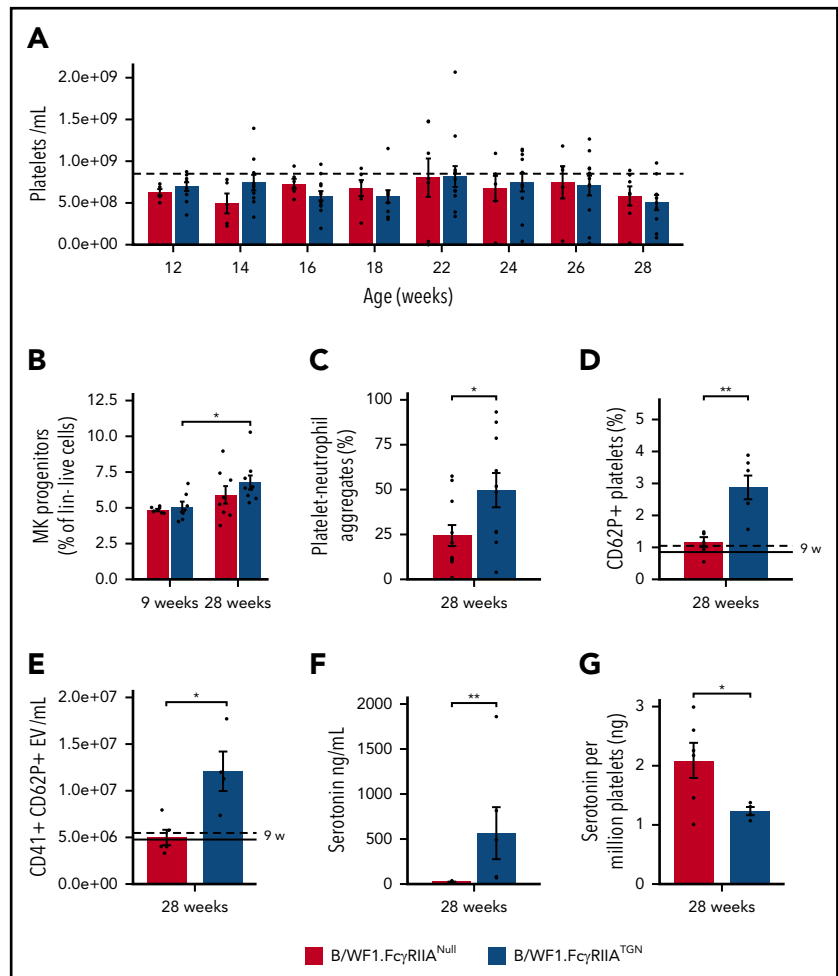 A
Platelets /mL
2.0e+09
1.5e+09
1.0e+09
5.0e+08
0.0e+00
12 14 16 18 22 24 26 28
Age (weeks)
B
MK progenitors
(% of lin- live cells)
12.5
10.0
7.5
5.0
2.5
0.0
*
9 weeks 28 weeks
C
Platelet-neutrophil
aggregates (%)
100
75
50
25
0
*
28 weeks
D
CD62P+ platelets (%)
5
4
3
2
1
0
**
9 w
28 weeks
E
CD41+ CD62P+ EV/mL
2.0e+07
1.5e+07
1.0e+07
5.0e+06
0.0e+00
*
9 w
28 weeks
F
Serotonin ng/mL
2000
1500
1000
500
0
**
28 weeks
G
Serotonin per
million platelets (ng)
3
2
1
0
*
28 weeks
B/WF1.FcγRIIA^Null B/WF1.FcγRIIA^TGN